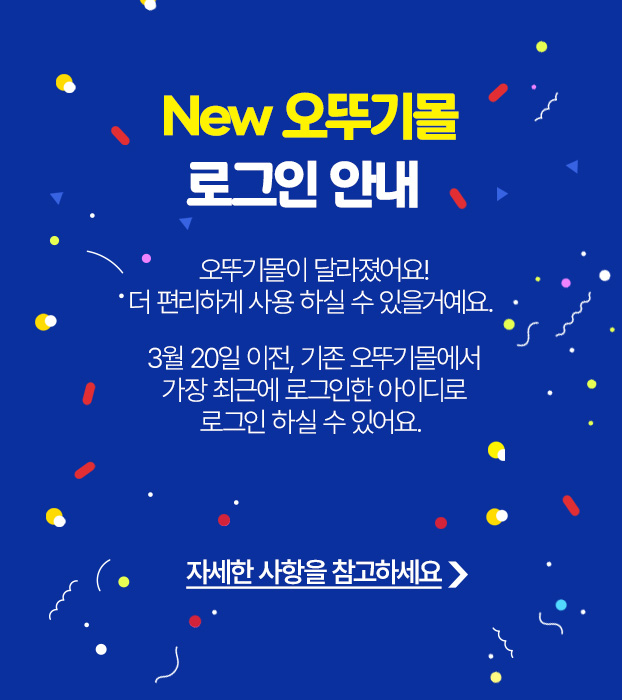 New 오뚜기몰
로그인 안내
오뚜기몰이 달라졌어요!
더 편리하게 사용 하실 수 있을거예요.
3월 20일 이전, 기존 오뚜기몰에서
가장 최근에 로그인한 아이디로
로그인 하실 수 있어요.
자세한 사항을 참고하세요